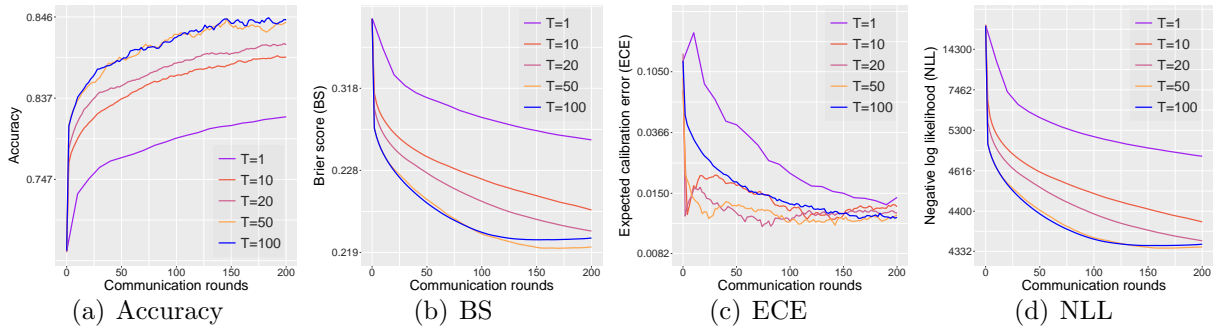 Accuracy
0.846
0.837
0.747
0
50
100
150
200
Communication rounds
T=1
T=10
T=20
T=50
T=100
(a) Accuracy
Brier score (BS)
0.318
0.228
0.219
0
50
100
150
200
Communication rounds
T=1
T=10
T=20
T=50
T=100
(b) BS
Expected calibration error (ECE)
0.1050
0.0366
0.0150
0.0082
0
50
100
150
200
Communication rounds
T=1
T=10
T=20
T=50
T=100
(c) ECE
Negative log likelihood (NLL)
14300
7462
5300
4616
4400
4332
0
50
100
150
200
Communication rounds
T=1
T=10
T=20
T=50
T=100
(d) NLL